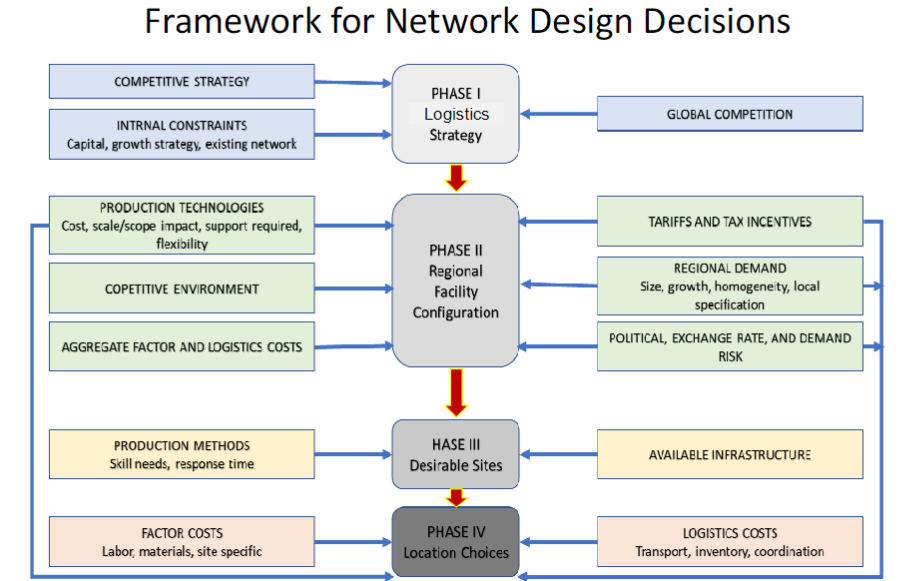 Framework for Network Design Decisions
COMPETITIVE STRATEGY
INTRNAL CONSTRAINTS
Capital, growth strategy, existing network
PHASE I
Logistics
Strategy
GLOBAL COMPETITION
PRODUCTION TECHNOLOGIES
Cost, scale/scope impact, support required,
flexibility
COPETITIVE ENVIRONMENT
AGGREGATE FACTOR AND LOGISTICS COSTS
PHASE II
Regional
Facility
Configuration
TARIFFS AND TAX INCENTIVES
REGIONAL DEMAND
Size, growth, homogeneity, local
specification
POLITICAL, EXCHANGE RATE, AND DEMAND
RISK
PRODUCTION METHODS
Skill needs, response time
HASE III
Desirable Sites
AVAILABLE INFRASTRUCTURE
FACTOR COSTS
Labor, materials, site specific
PHASE IV
Location Choices
LOGISTICS COSTS
Transport, inventory, coordination